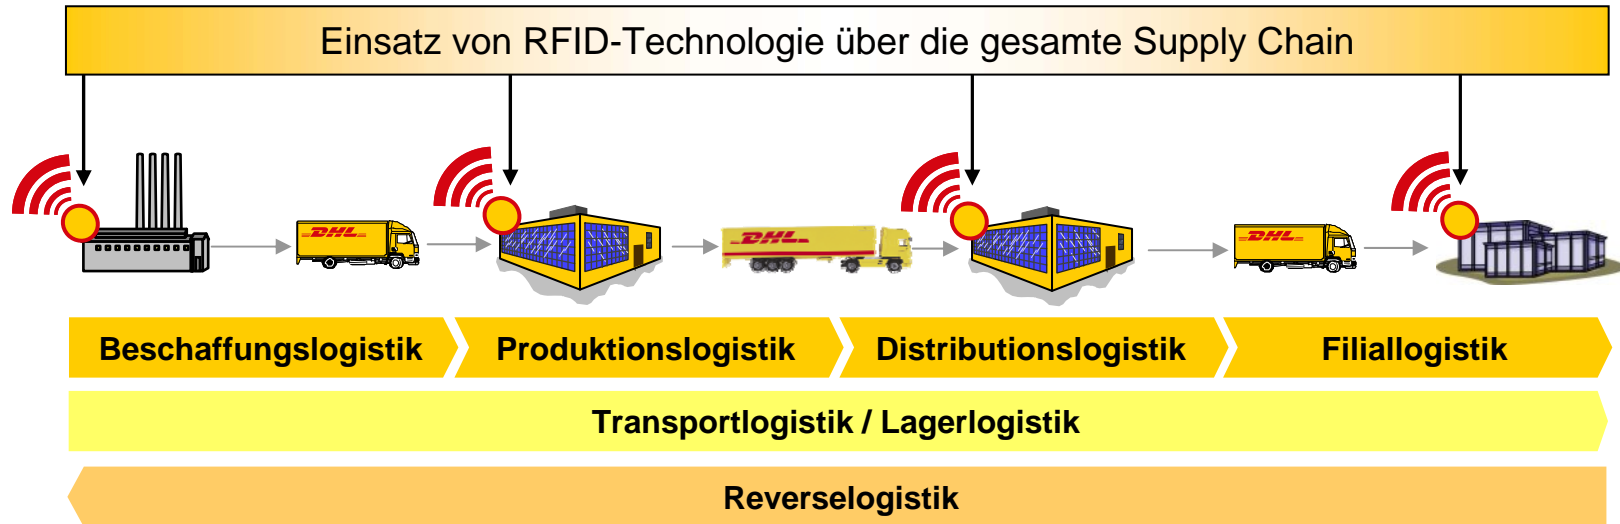 Einsatz von RFID-Technologie über die gesamte Supply Chain
DHL
DHL
DHL
Beschaffungslogistik
Produktionslogistik
Distributionslogistik
Filiallogistik
Transportlogistik / Lagerlogistik
Reverselogistik